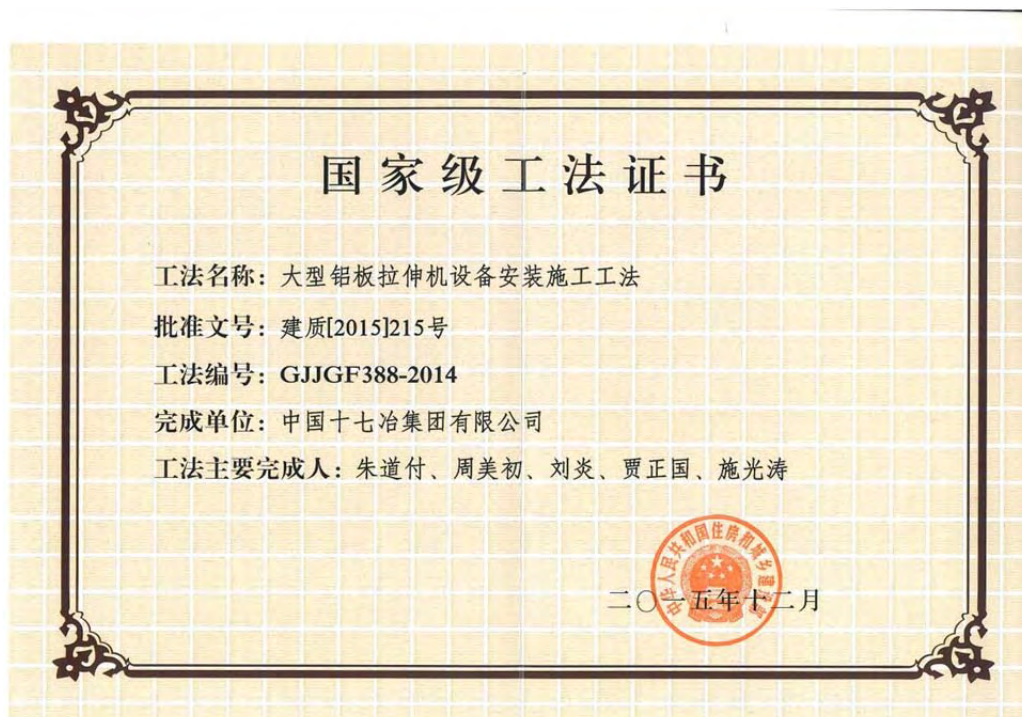 国家级工法证书
工法名称：大型铝板拉伸机设备安装施工工法
批准文号：建质[2015]215号
工法编号：GJJGF388-2014
完成单位：中国十七冶集团有限公司
工法主要完成人：朱道付、周美初、刘炎、贾正国、施光涛
中华人民共和国住房和城乡建设部
二〇一五年十二月